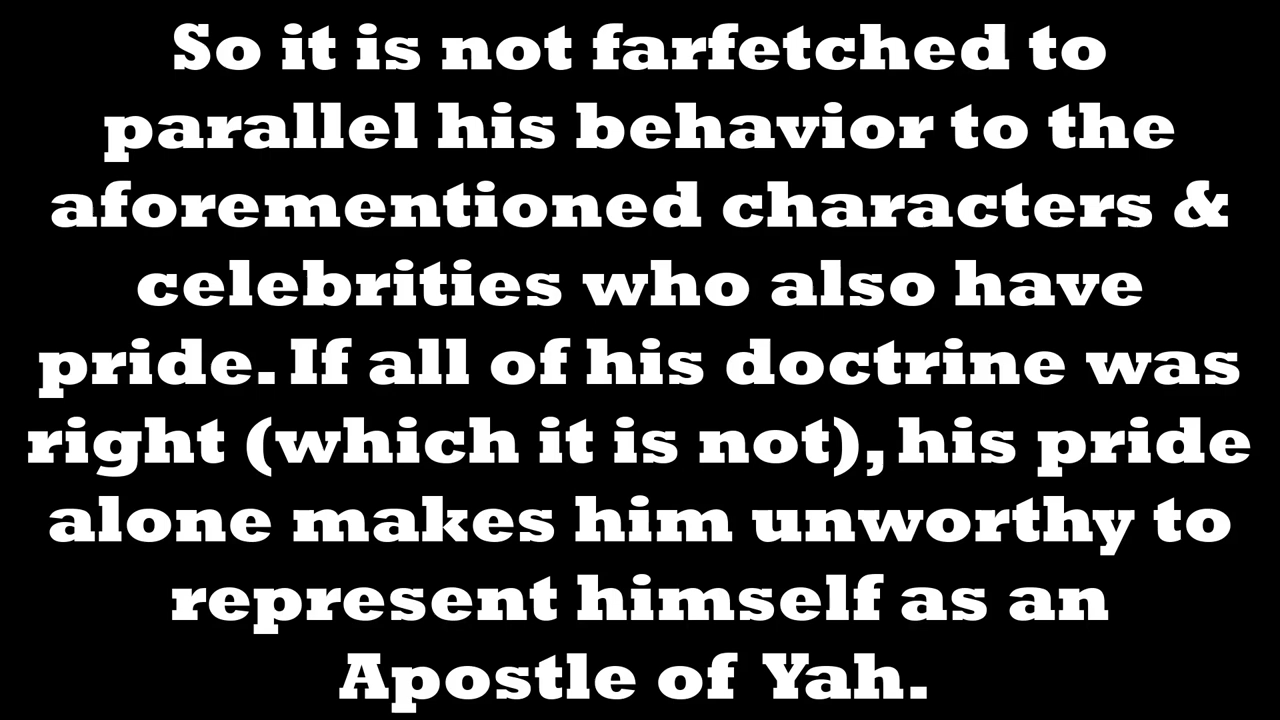 So it is not farfetched to
parallel his behavior to the
aforementioned characters &
celebrities who also have
pride. If all of his doctrine was
right (which it is not), his pride
alone makes him unworthy to
represent himself as an
Apostle of Yah.